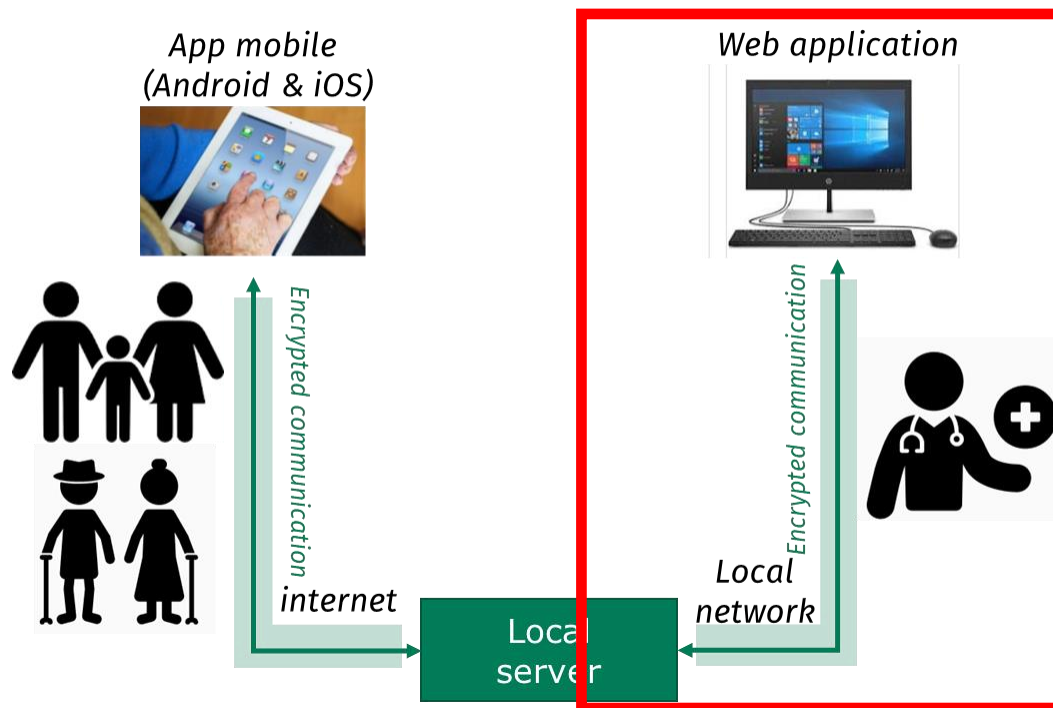 App mobile
(Android & iOS)
Web application
Encrypted communication
Encrypted communication
internet
Local
network
Local
server